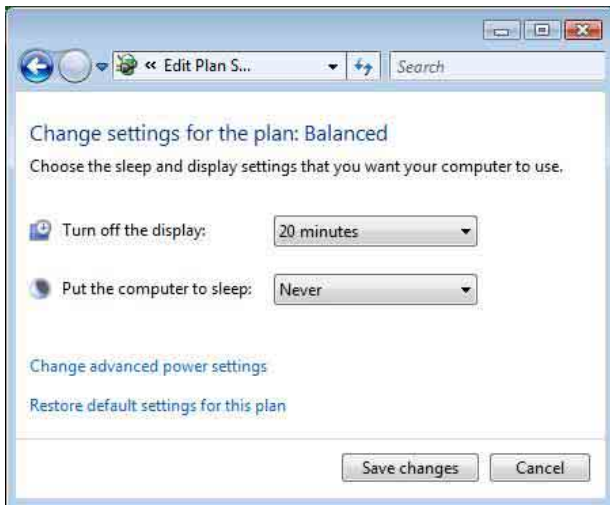 « Edit Plan S...
Search
Change settings for the plan: Balanced
Choose the sleep and display settings that you want your computer to use.
Turn off the display:
20 minutes
Put the computer to sleep:
Never
Change advanced power settings
Restore default settings for this plan
Save changes
Cancel